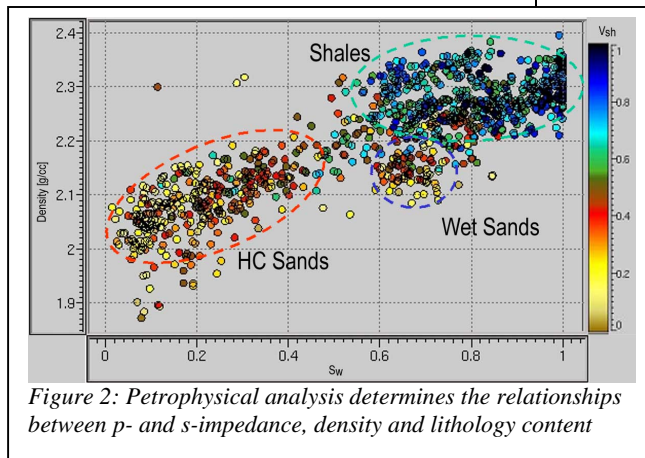 Vsh
2.4
Shales
1
2.3
0.8
2.2
0.6
Density [g/cc]
2.1
0.4
Wet Sands
2
HC Sands
0.2
1.9
0
0 0.2 0.4 0.6 0.8 1
Sw
Figure 2: Petrophysical analysis determines the relationships
between p- and s-impedance, density and lithology content